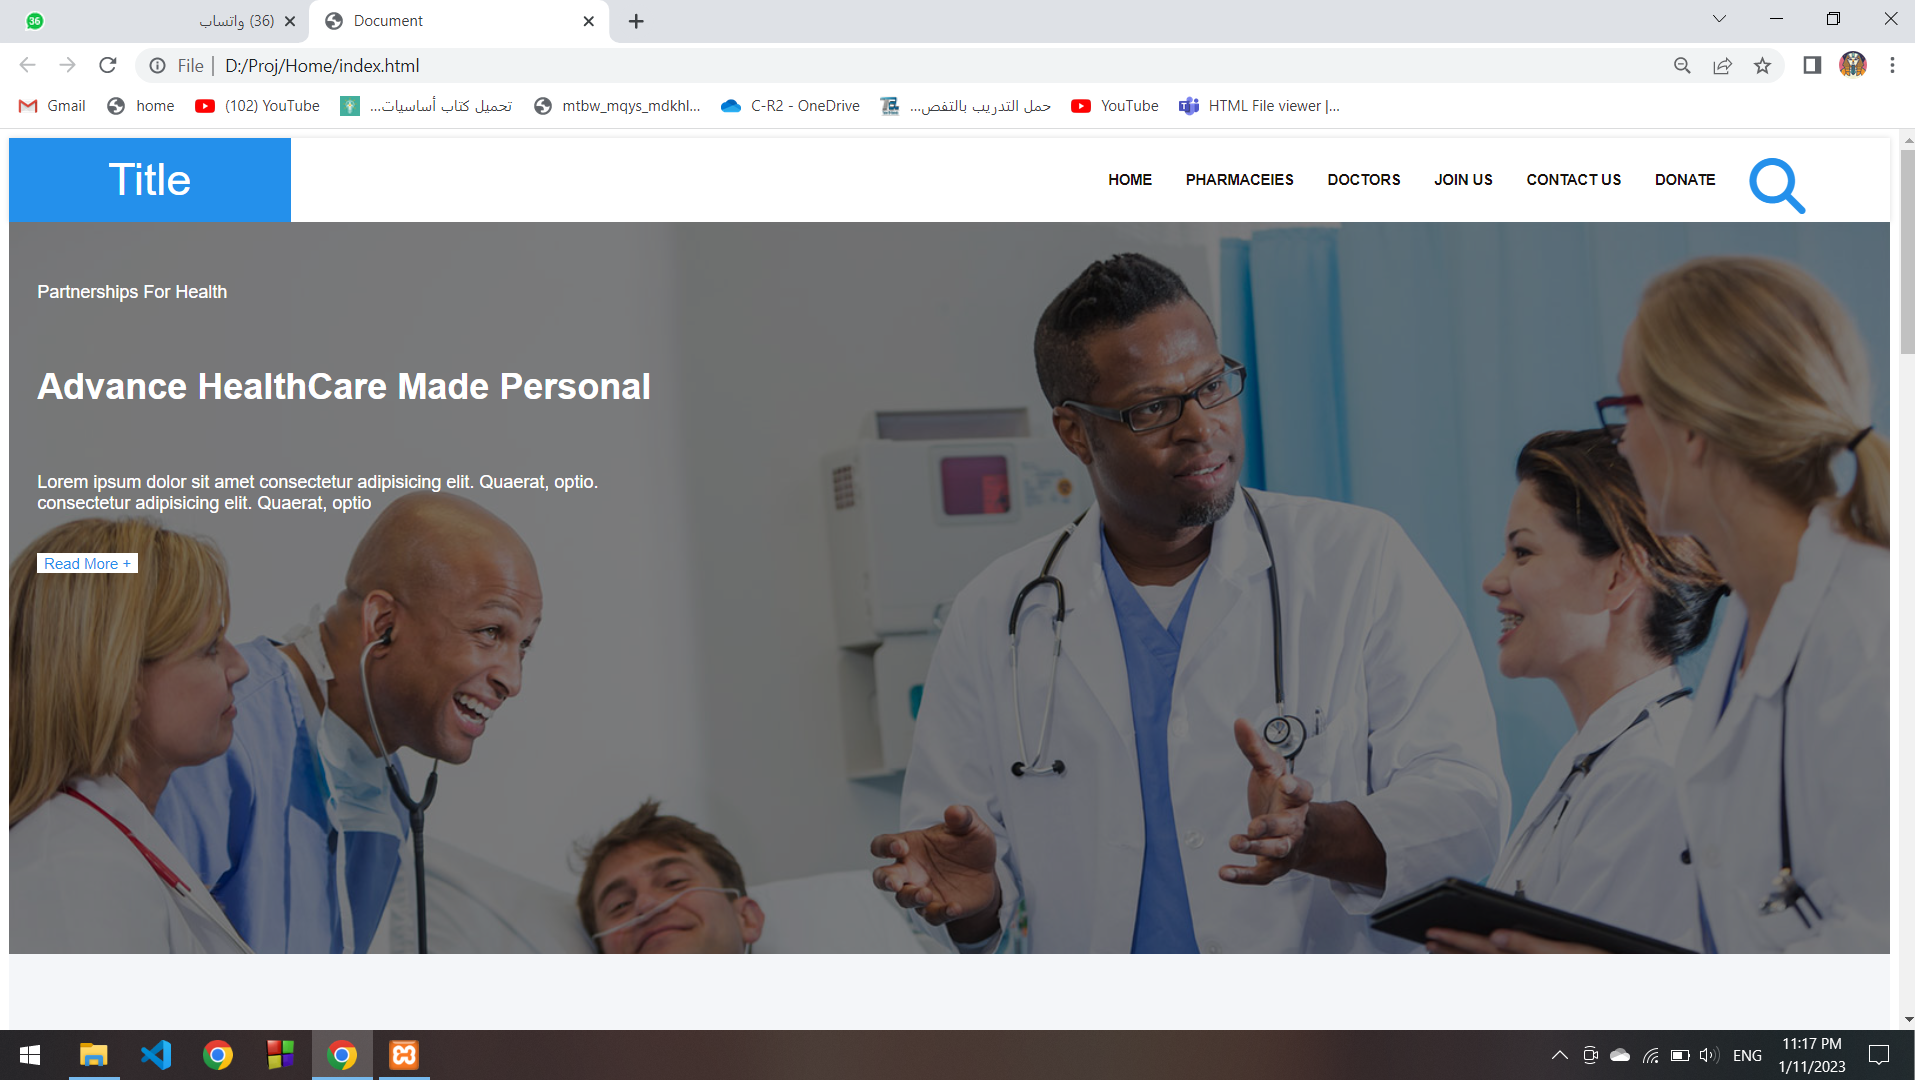 36
(36) واتساب
Document
File
D:/Proj/Home/index.html
Gmail
home
(102) YouTube
تحميل كتاب أساسيات...
mtbw_mqys_mdkhl...
C-R2 - OneDrive
حمل التدريب بالتفص...
YouTube
HTML File viewer |...
Title
HOME
PHARMACEIES
DOCTORS
JOIN US
CONTACT US
DONATE
Partnerships For Health
Advance HealthCare Made Personal
Lorem ipsum dolor sit amet consectetur adipisicing elit. Quaerat, optio.
consectetur adipisicing elit. Quaerat, optio
Read More +
ENG
11:17 PM
1/11/2023